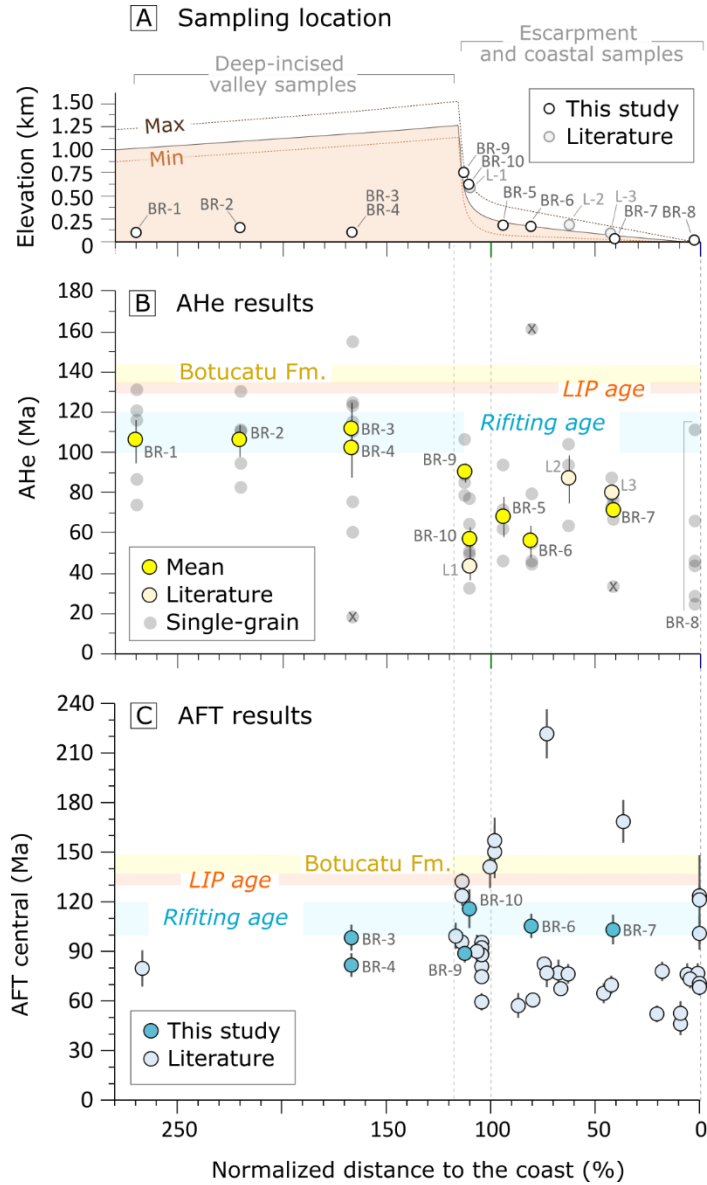 A Sampling location
Deep-incised
valley samples
Escarpment
and coastal samples
Elevation (km)
1.50
1.25
1.00
0.75
0.50
0.25
0
Max
Min
This study
Literature
BR-1
BR-2
BR-3
BR-4
BR-9
BR-10
L-1
BR-5
BR-6
L-2
L-3
BR-7
BR-8
B AHe results
AHe (Ma)
180
160
140
120
100
80
60
40
20
0
Botucatu Fm.
LIP age
Rifiting age
BR-1
BR-2
BR-3
BR-4
BR-9
BR-10
L1
BR-5
BR-6
L2
L3
BR-7
BR-8
x
x
x
Mean
Literature
Single-grain
C AFT results
AFT central (Ma)
240
210
180
150
120
90
60
30
0
Botucatu Fm.
LIP age
Rifiting age
BR-3
BR-4
BR-9
BR-10
BR-6
BR-7
This study
Literature
250 150 100 50 0
Normalized distance to the coast (%)